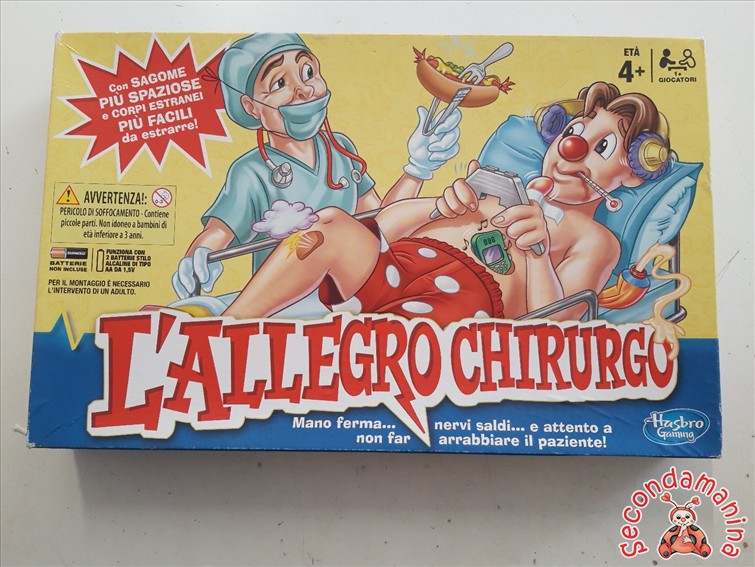 Con SAGOME
PIÙ SPAZIOSE
e CORPI ESTRANEI
PIÙ FACILI
da estrarre!
ETÀ
4+
1+
GIOCATORI
AVVERTENZA!:
0-3
PERICOLO DI SOFFOCAMENTO - Contiene
piccole parti. Non idoneo a bambini di
età inferiore a 3 anni.
BATTERIE
NON INCLUSE
FUNZIONA CON
2 BATTERIE STILO
ALCALINE DI TIPO
AA DA 1,5V
PER IL MONTAGGIO È NECESSARIO
L'INTERVENTO DI UN ADULTO.
L'ALLEGRO CHIRURGO
Mano ferma... nervi saldi... e attento a
non far arrabbiare il paziente!
Hasbro
Gaming
Secondamanina